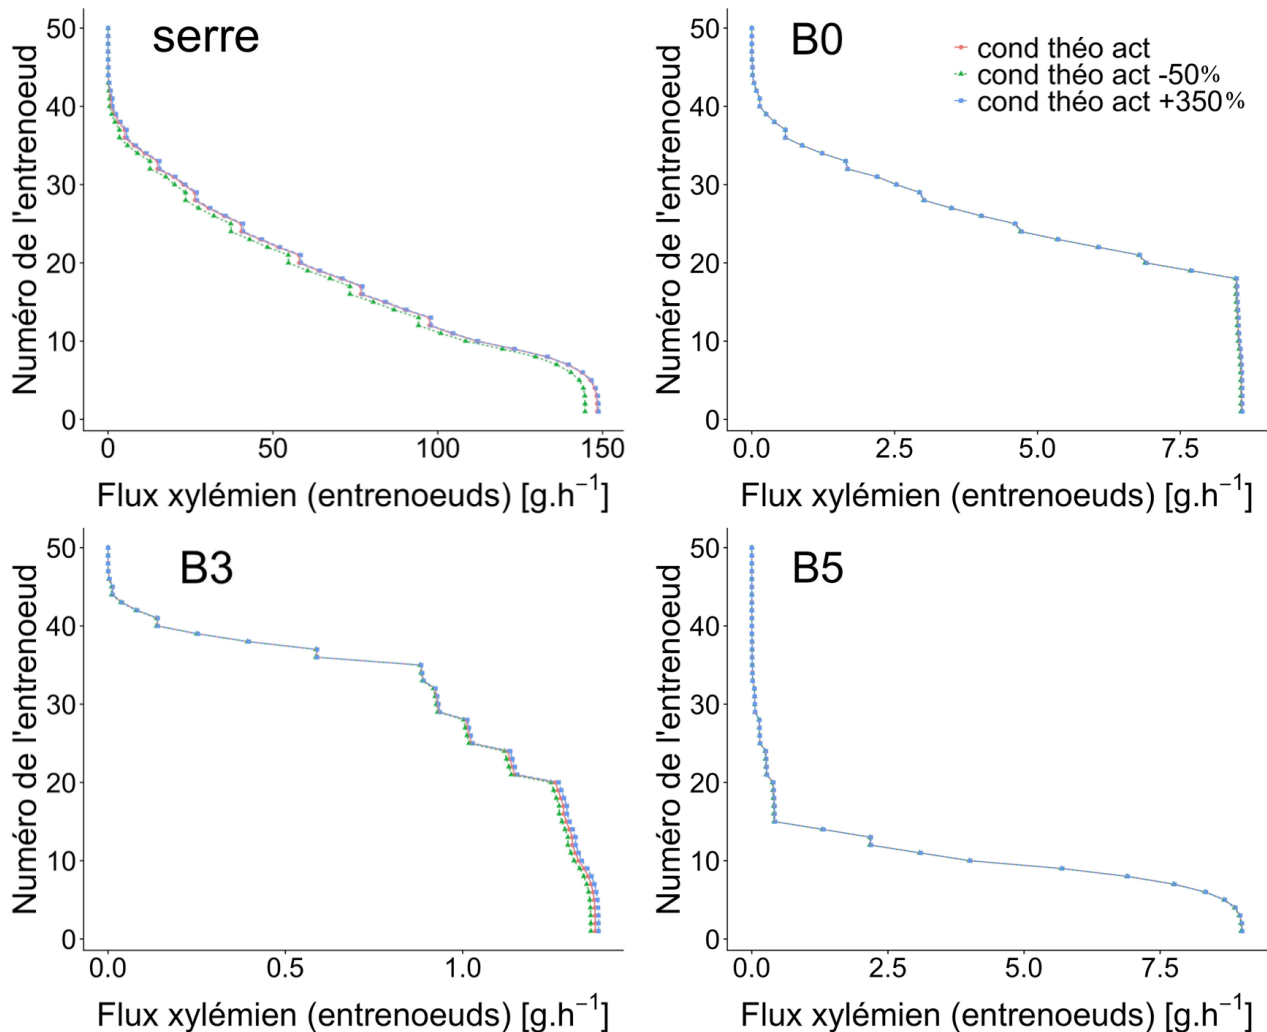 serre
50
40
30
20
10
0
Numéro de l'entrenoeud
0 50 100 150
Flux xylémien (entrenoeuds) [g.h⁻¹]
B0
cond théo act
cond théo act -50%
cond théo act +350%
50
40
30
20
10
0
Numéro de l'entrenoeud
0.0 2.5 5.0 7.5
Flux xylémien (entrenoeuds) [g.h⁻¹]
B3
50
40
30
20
10
0
Numéro de l'entrenoeud
0.0 0.5 1.0
Flux xylémien (entrenoeuds) [g.h⁻¹]
B5
50
40
30
20
10
0
Numéro de l'entrenoeud
0.0 2.5 5.0 7.5
Flux xylémien (entrenoeuds) [g.h⁻¹]